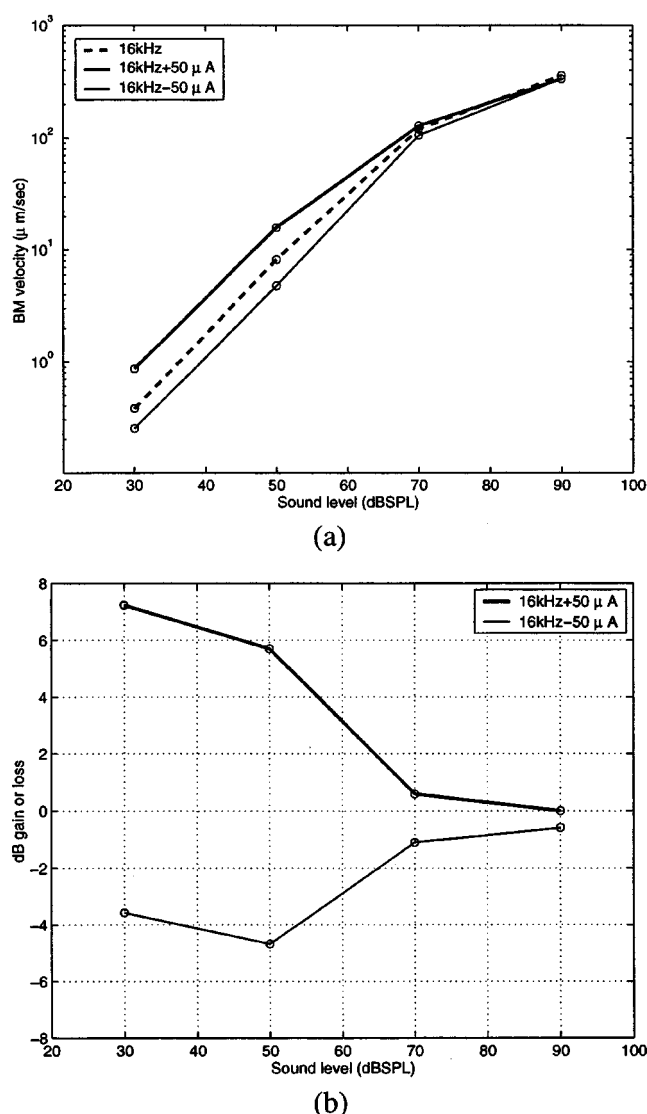 10³
16kHz
16kHz+50 μ A
16kHz−50 μ A
10²
10¹
10⁰
BM velocity (μ m/sec)
20 30 40 50 60 70 80 90 100
Sound level (dBSPL)
(a)
8
16kHz+50 μ A
16kHz−50 μ A
6
4
2
0
−2
−4
−6
−8
dB gain or loss
20 30 40 50 60 70 80 90 100
Sound level (dBSPL)
(b)